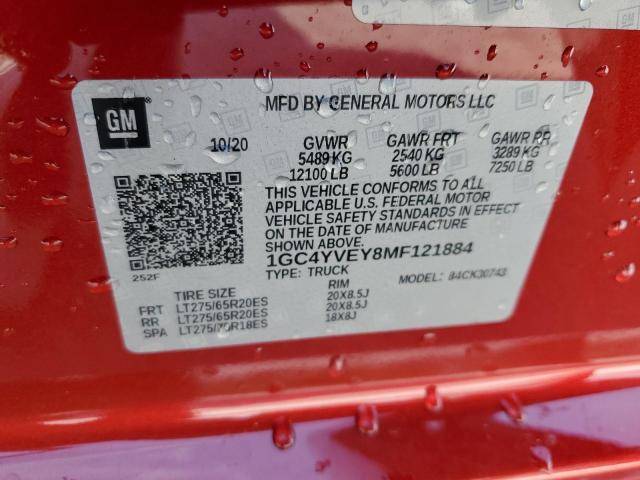 GM
MFD BY GENERAL MOTORS LLC
10/20 GVWR GAWR FRT GAWR RR
5489 KG 2540 KG 3289 KG
12100 LB 5600 LB 7250 LB
THIS VEHICLE CONFORMS TO ALL
APPLICABLE U.S. FEDERAL MOTOR
VEHICLE SAFETY STANDARDS IN EFFECT
ON THE DATE OF MANUFACTURE
SHOWN ABOVE.
1GC4YVEY8MF121884
252F
TYPE: TRUCK MODEL: 84CK30743
TIRE SIZE RIM
FRT LT275/65R20ES 20X8.5J
RR LT275/65R20ES 20X8.5J
SPA LT275/70R18ES 18X8J